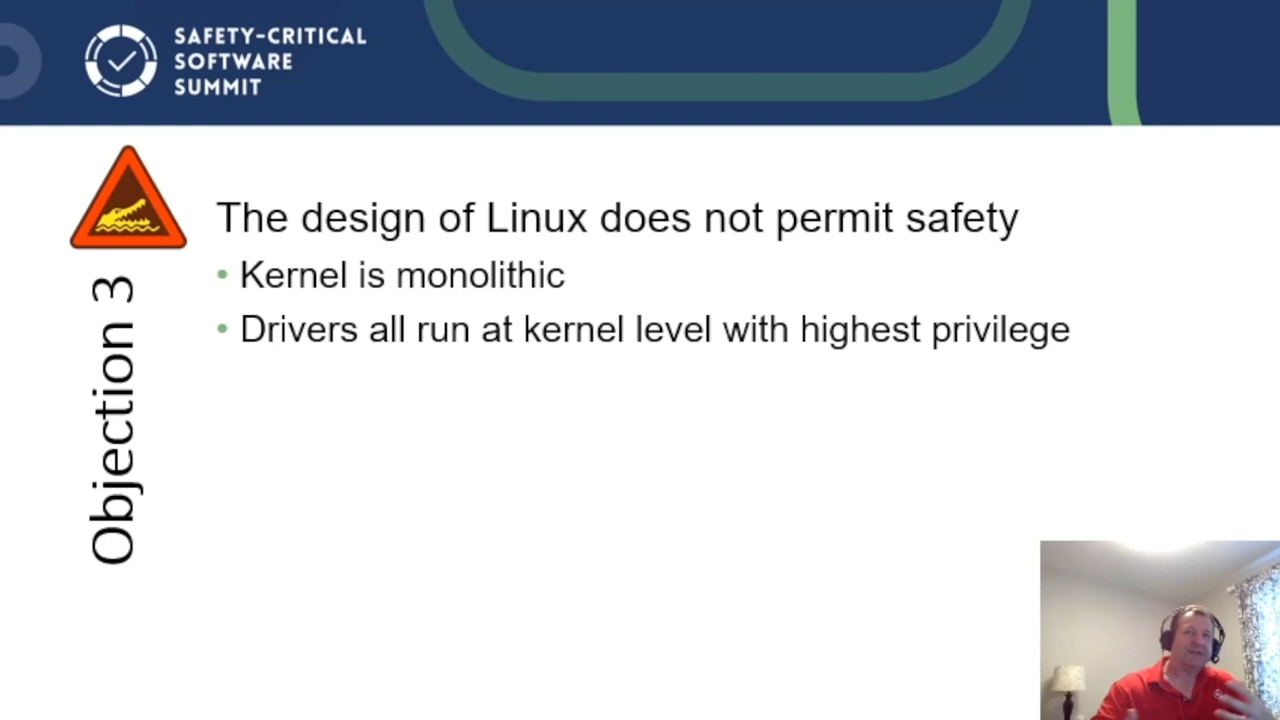 SAFETY-CRITICAL
SOFTWARE
SUMMIT
Objection 3
The design of Linux does not permit safety
• Kernel is monolithic
• Drivers all run at kernel level with highest privilege